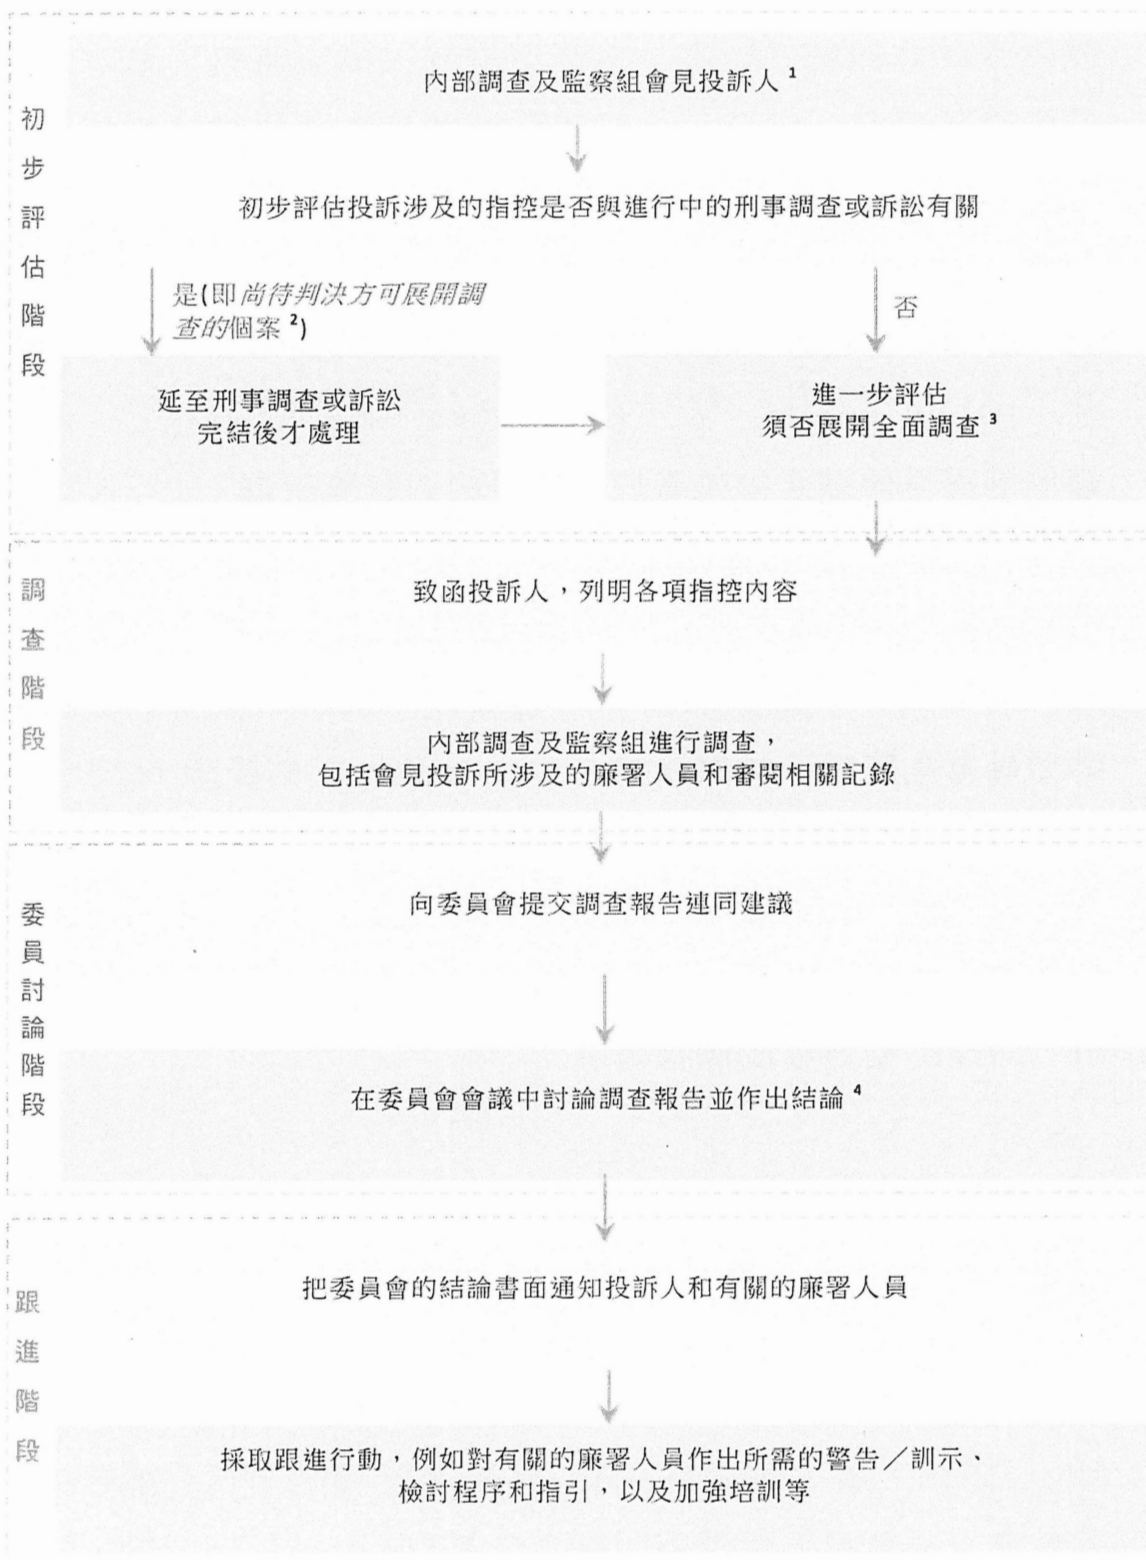 初步評估階段
內部調查及監察組會見投訴人 1
初步評估投訴涉及的指控是否與進行中的刑事調查或訴訟有關
是(即尚待判決方可展開調
查的個案 2)
否
延至刑事調查或訴訟
完結後才處理
進一步評估
須否展開全面調查 3
調查階段
致函投訴人，列明各項指控內容
內部調查及監察組進行調查，
包括會見投訴所涉及的廉署人員和審閱相關記錄
委員討論階段
向委員會提交調查報告連同建議
在委員會會議中討論調查報告並作出結論 4
跟進階段
把委員會的結論書面通知投訴人和有關的廉署人員
採取跟進行動，例如對有關的廉署人員作出所需的警告／訓示、
檢討程序和指引，以及加強培訓等